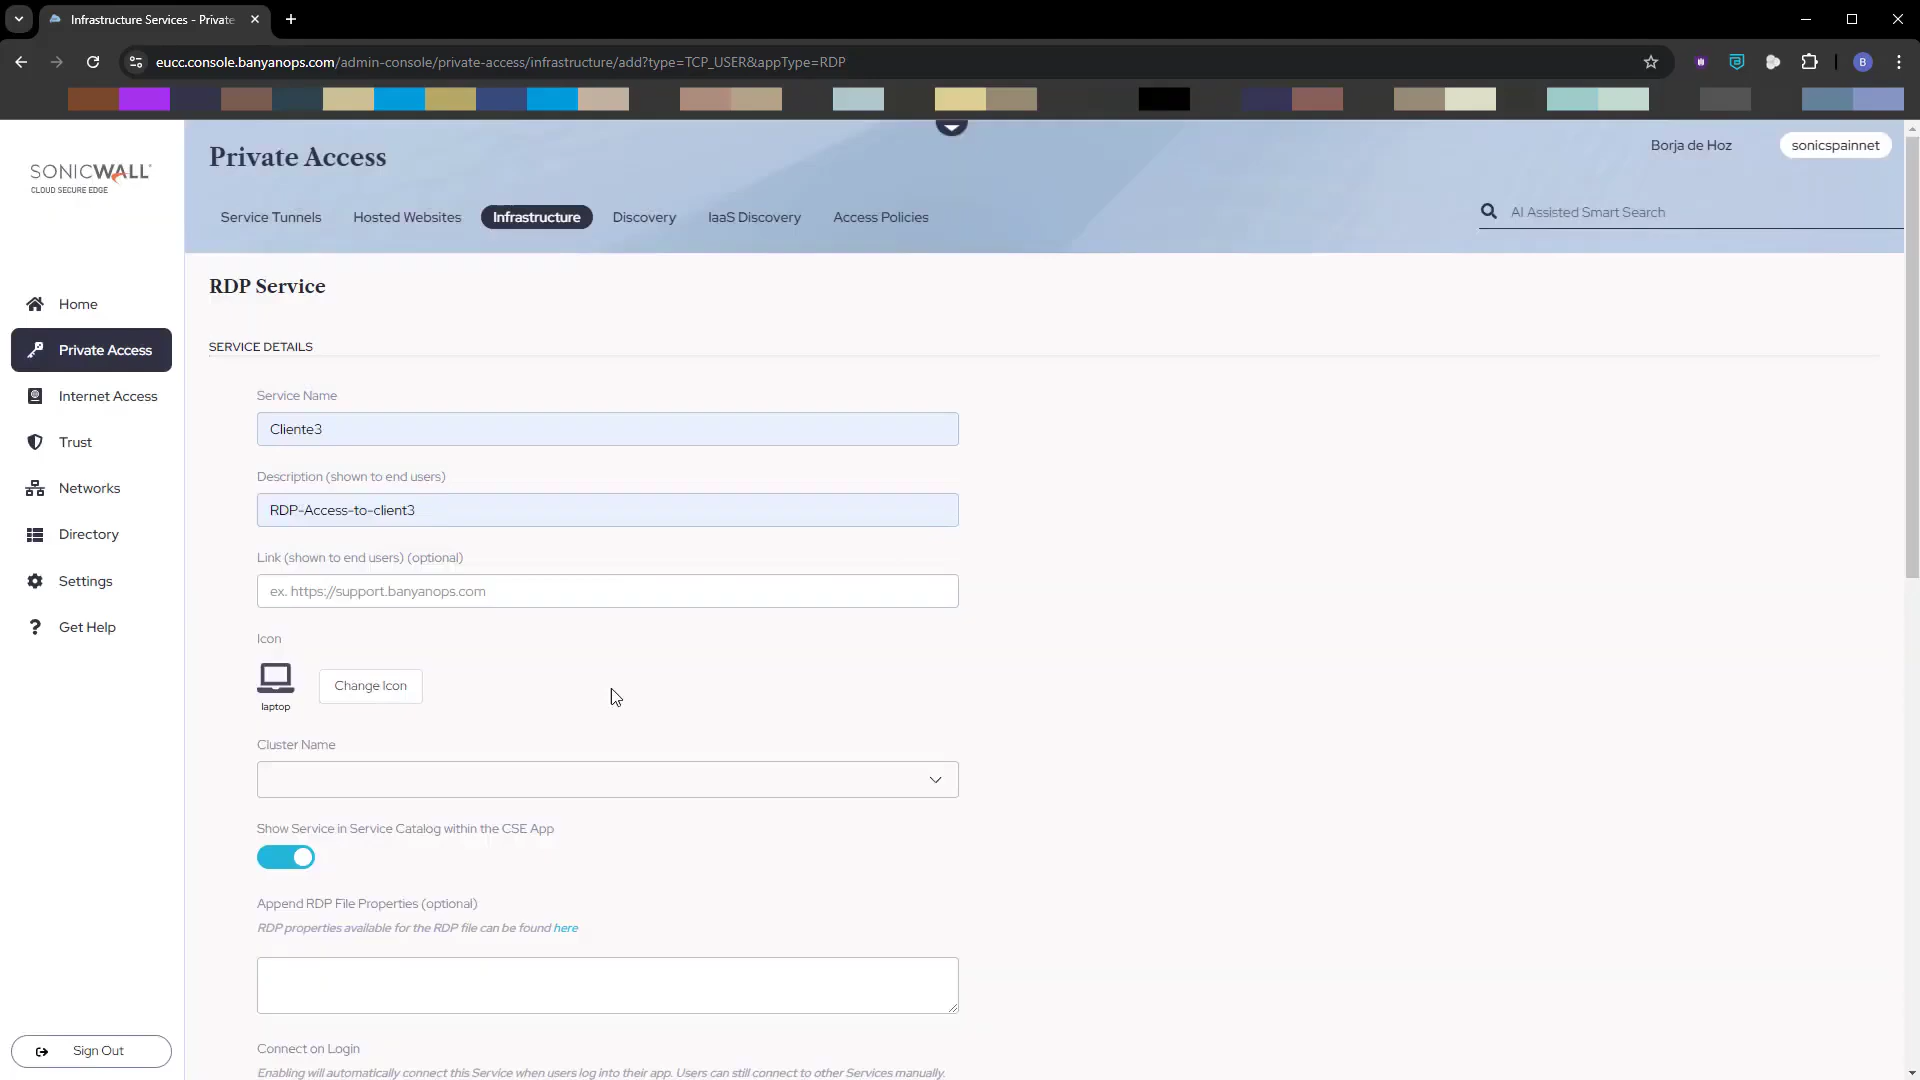 Infrastructure Services - Private
eucc.console.banyanops.com/admin-console/private-access/infrastructure/add?type=TCP_USER&appType=RDP
B
SONICWALL
CLOUD SECURE EDGE
Private Access
Borja de Hoz
sonicspainnet
Service Tunnels
Hosted Websites
Infrastructure
Discovery
IaaS Discovery
Access Policies
AI Assisted Smart Search
Home
Private Access
Internet Access
Trust
Networks
Directory
Settings
Get Help
Sign Out
RDP Service
SERVICE DETAILS
Service Name
Cliente3
Description (shown to end users)
RDP-Access-to-client3
Link (shown to end users) (optional)
ex. https://support.banyanops.com
Icon
laptop
Change Icon
Cluster Name
Show Service in Service Catalog within the CSE App
Append RDP File Properties (optional)
RDP properties available for the RDP file can be found here
Connect on Login
Enabling will automatically connect this Service when users log into their app. Users can still connect to other Services manually.